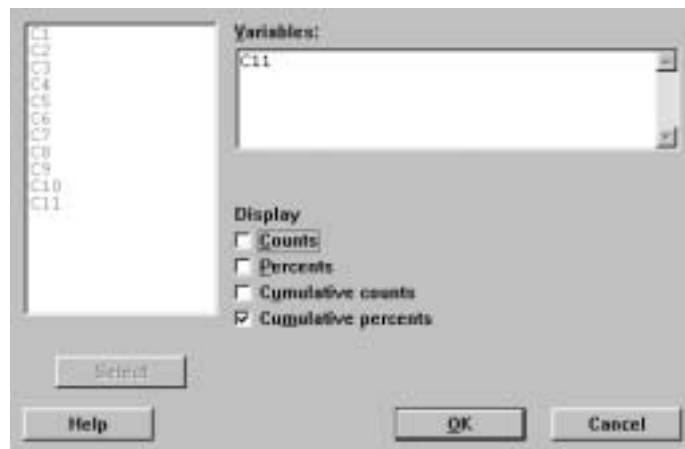 C1
C2
C3
C4
C5
C6
C7
C8
C9
C10
C11
Variables:
C11
Display
Counts
Percents
Cumulative counts
Cumulative percents
Select
Help
OK
Cancel